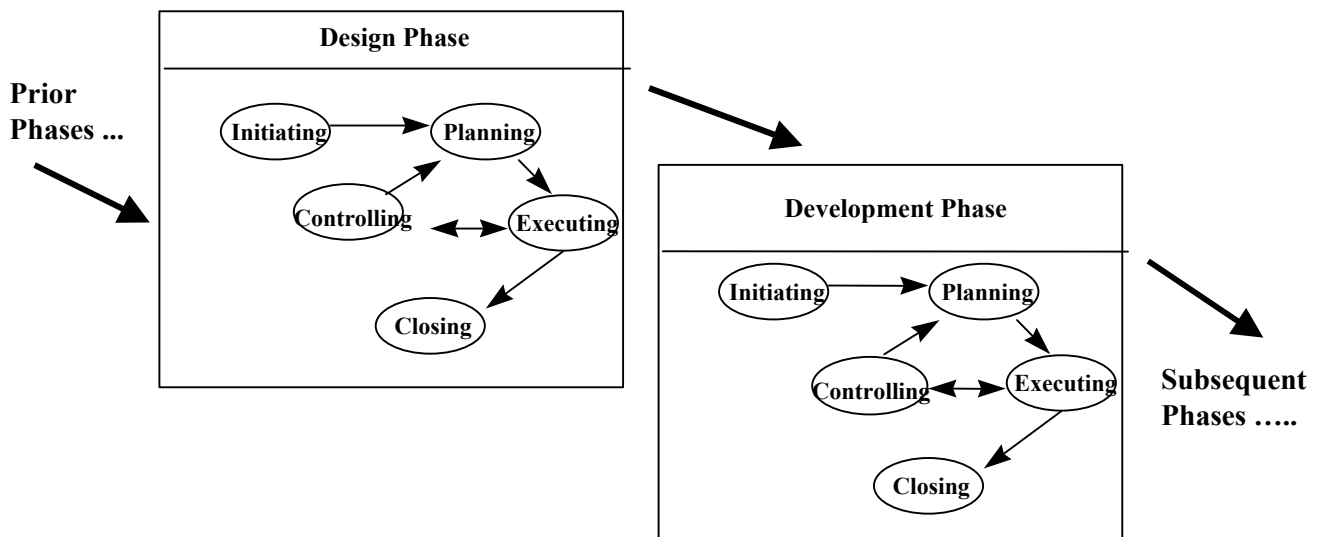 Design Phase
Prior
Phases ...
Initiating
Planning
Controlling
Executing
Closing
Development Phase
Initiating
Planning
Controlling
Executing
Closing
Subsequent
Phases …..